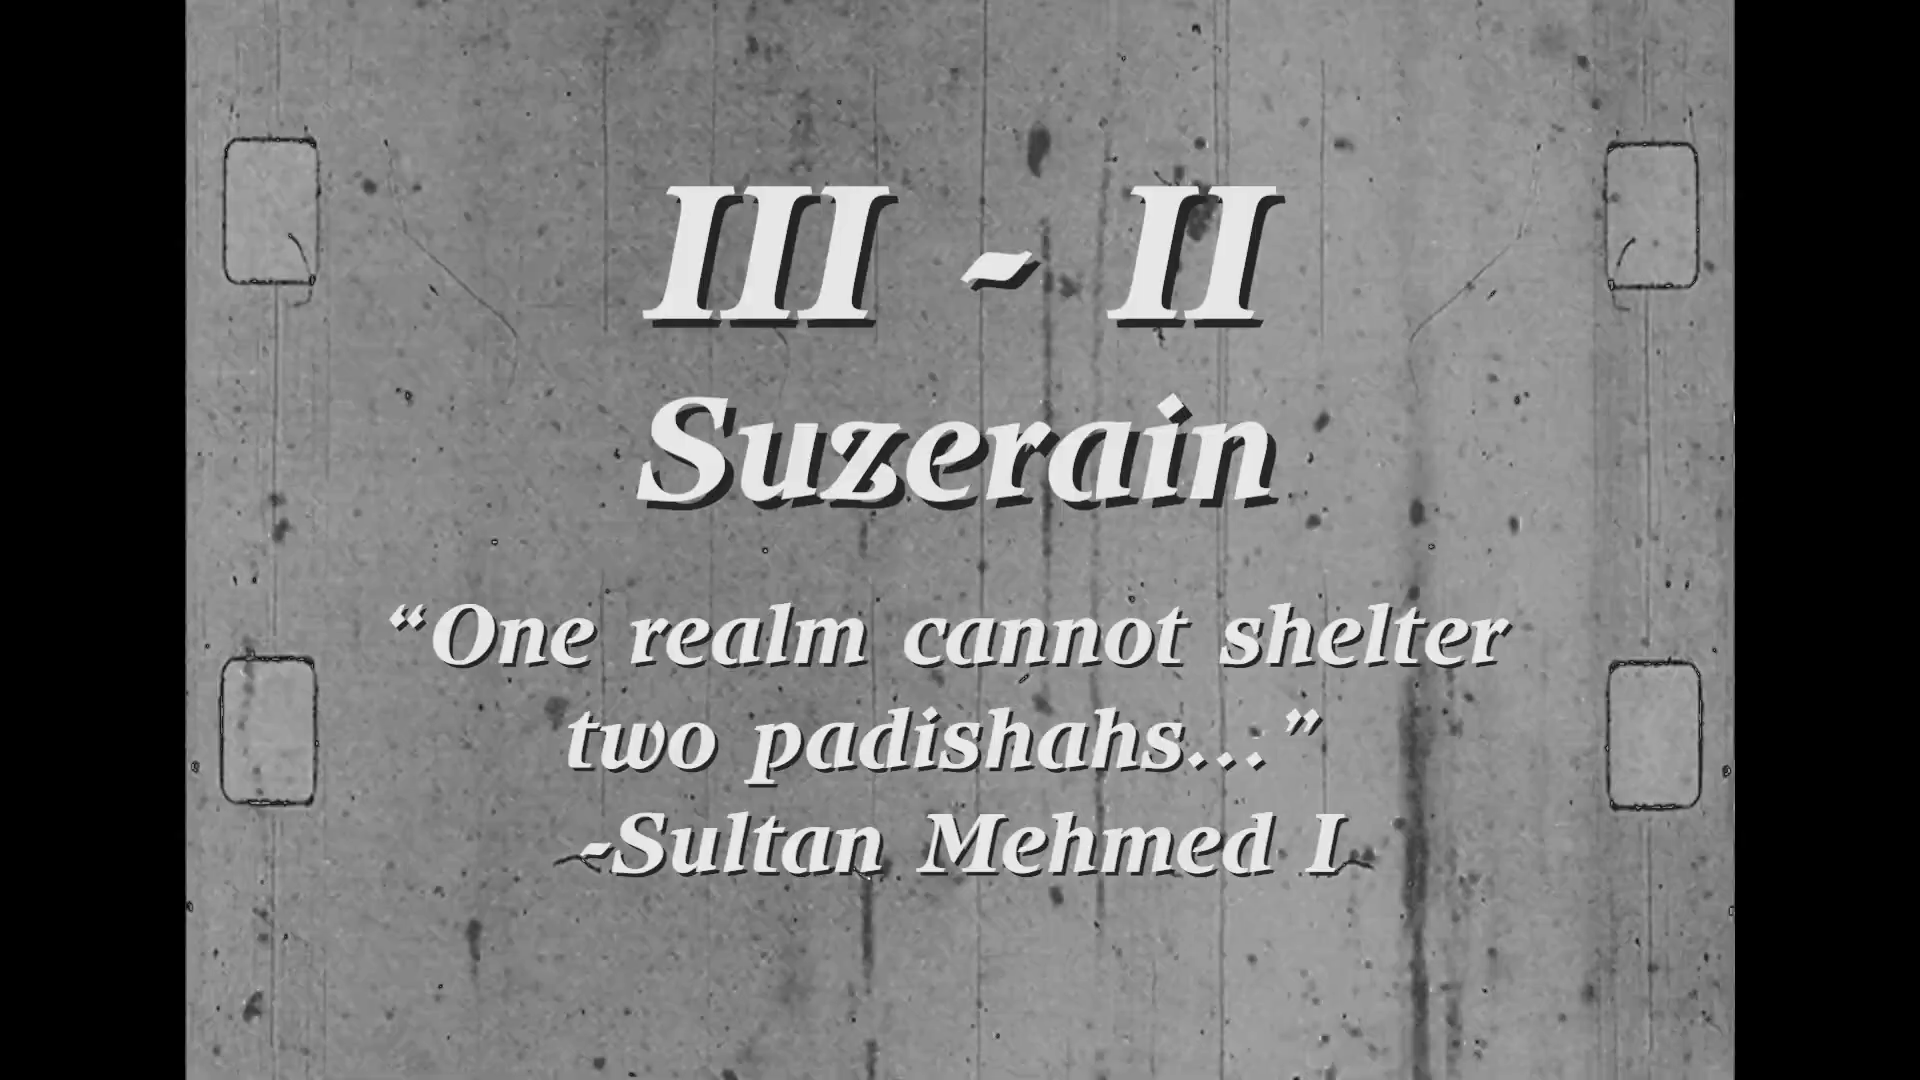 III - II
Suzerain
“One realm cannot shelter
two padishahs...”
-Sultan Mehmed I